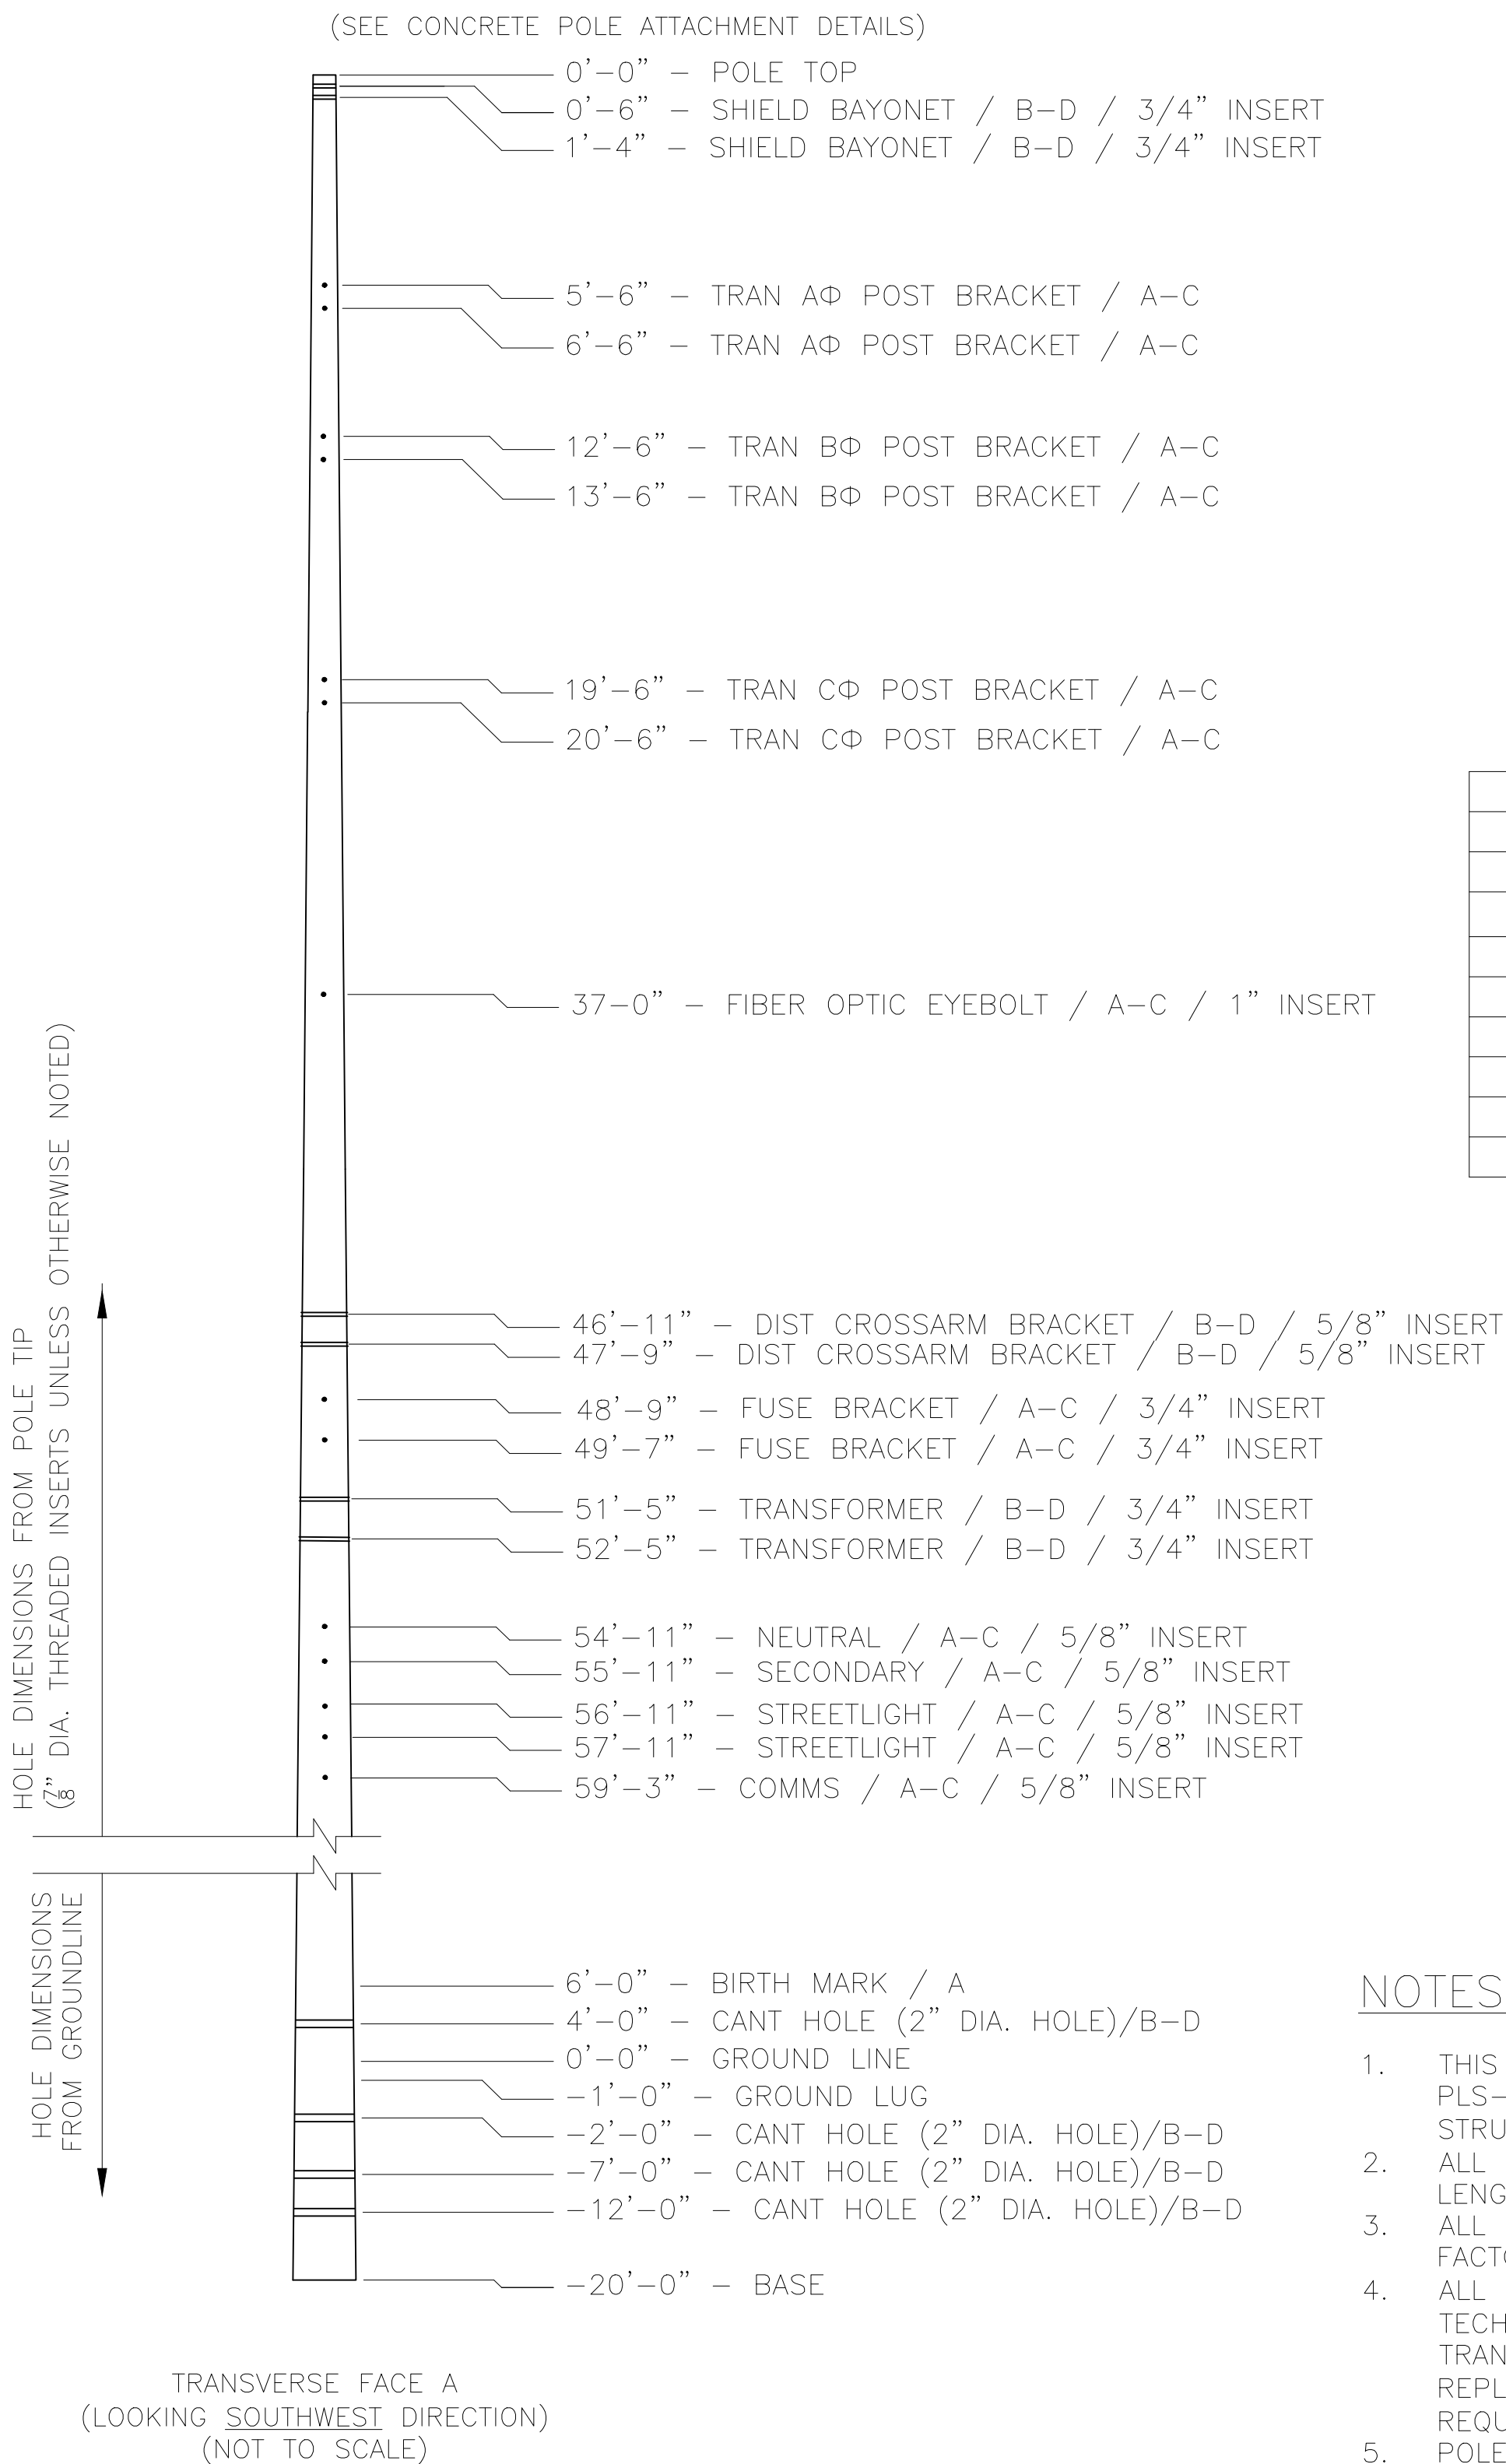 (SEE CONCRETE POLE ATTACHMENT DETAILS)
0'-0" - POLE TOP
0'-6" - SHIELD BAYONET / B-D / 3/4" INSERT
1'-4" - SHIELD BAYONET / B-D / 3/4" INSERT
5'-6" - TRAN AΦ POST BRACKET / A-C
6'-6" - TRAN AΦ POST BRACKET / A-C
12'-6" - TRAN BΦ POST BRACKET / A-C
13'-6" - TRAN BΦ POST BRACKET / A-C
19'-6" - TRAN CΦ POST BRACKET / A-C
20'-6" - TRAN CΦ POST BRACKET / A-C
37-0" - FIBER OPTIC EYEBOLT / A-C / 1" INSERT
46'-11" - DIST CROSSARM BRACKET / B-D / 5/8" INSERT
47'-9" - DIST CROSSARM BRACKET / B-D / 5/8" INSERT
48'-9" - FUSE BRACKET / A-C / 3/4" INSERT
49'-7" - FUSE BRACKET / A-C / 3/4" INSERT
51'-5" - TRANSFORMER / B-D / 3/4" INSERT
52'-5" - TRANSFORMER / B-D / 3/4" INSERT
54'-11" - NEUTRAL / A-C / 5/8" INSERT
55'-11" - SECONDARY / A-C / 5/8" INSERT
56'-11" - STREETLIGHT / A-C / 5/8" INSERT
57'-11" - STREETLIGHT / A-C / 5/8" INSERT
59'-3" - COMMS / A-C / 5/8" INSERT
HOLE DIMENSIONS FROM POLE TIP
(7/8" DIA. THREADED INSERTS UNLESS OTHERWISE NOTED)
HOLE DIMENSIONS
FROM GROUNDLINE
6'-0" - BIRTH MARK / A
4'-0" - CANT HOLE (2" DIA. HOLE)/B-D
0'-0" - GROUND LINE
-1'-0" - GROUND LUG
-2'-0" - CANT HOLE (2" DIA. HOLE)/B-D
-7'-0" - CANT HOLE (2" DIA. HOLE)/B-D
-12'-0" - CANT HOLE (2" DIA. HOLE)/B-D
-20'-0" - BASE
TRANSVERSE FACE A
(LOOKING SOUTHWEST DIRECTION)
(NOT TO SCALE)
NOTES
1. THIS
PLS-
STRU
2. ALL
LENG
3. ALL
FACTO
4. ALL
TECH
TRAN
REPL
REQU
5. POLE